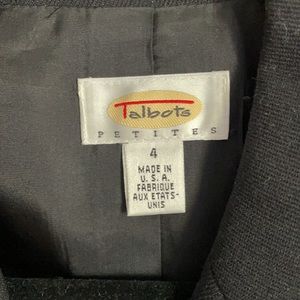 Talbots
PETITES
4
MADE IN
U. S. A.
FABRIQUE
AUX ETATS-
UNIS